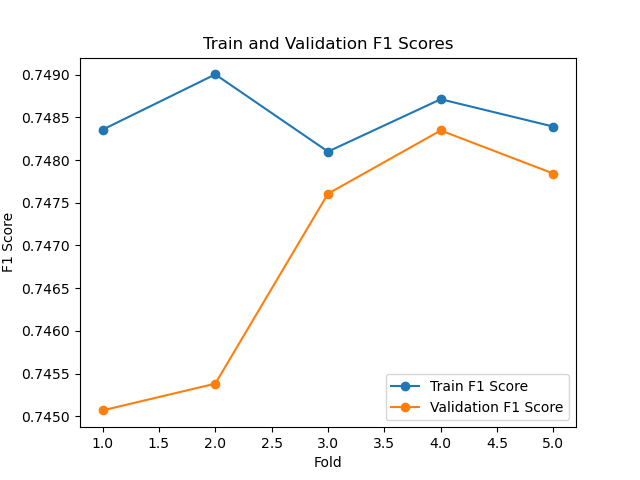 Train and Validation F1 Scores
0.7490
0.7485
0.7480
0.7475
0.7470
0.7465
0.7460
0.7455
0.7450
F1 Score
Train F1 Score
Validation F1 Score
1.0 1.5 2.0 2.5 3.0 3.5 4.0 4.5 5.0
Fold